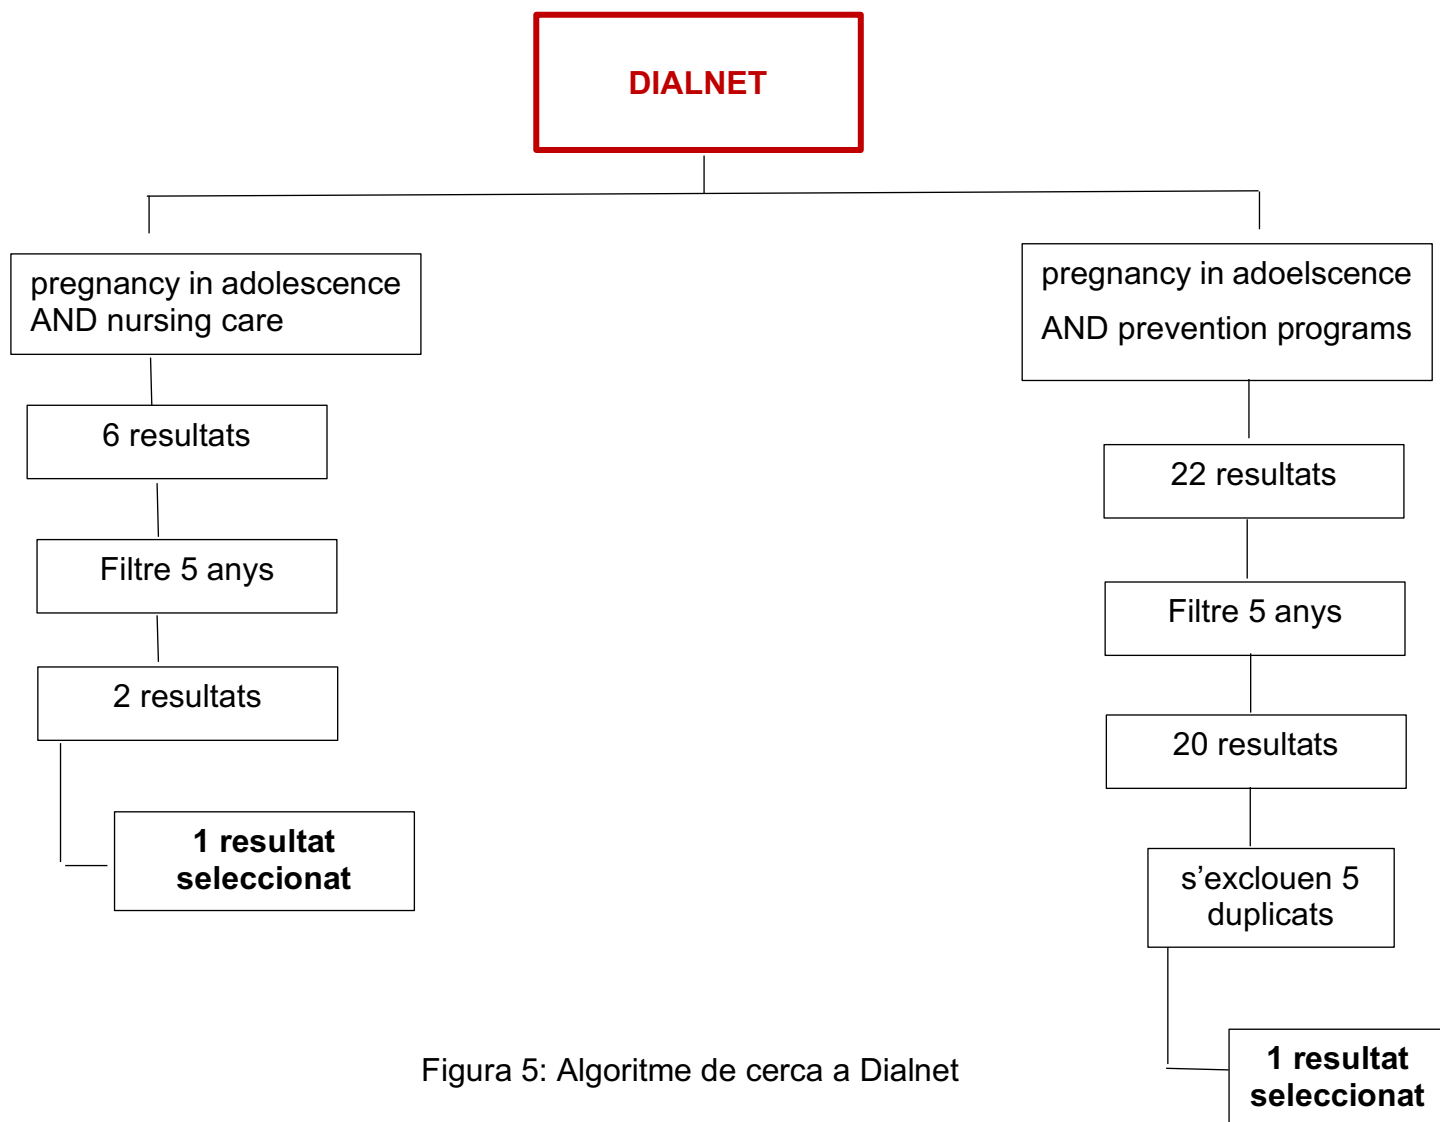 DIALNET
pregnancy in adolescence
AND nursing care
6 resultats
Filtre 5 anys
2 resultats
1 resultat
seleccionat
pregnancy in adoelscence
AND prevention programs
22 resultats
Filtre 5 anys
20 resultats
s’exclouen 5
duplicats
1 resultat
seleccionat
Figura 5: Algoritme de cerca a Dialnet